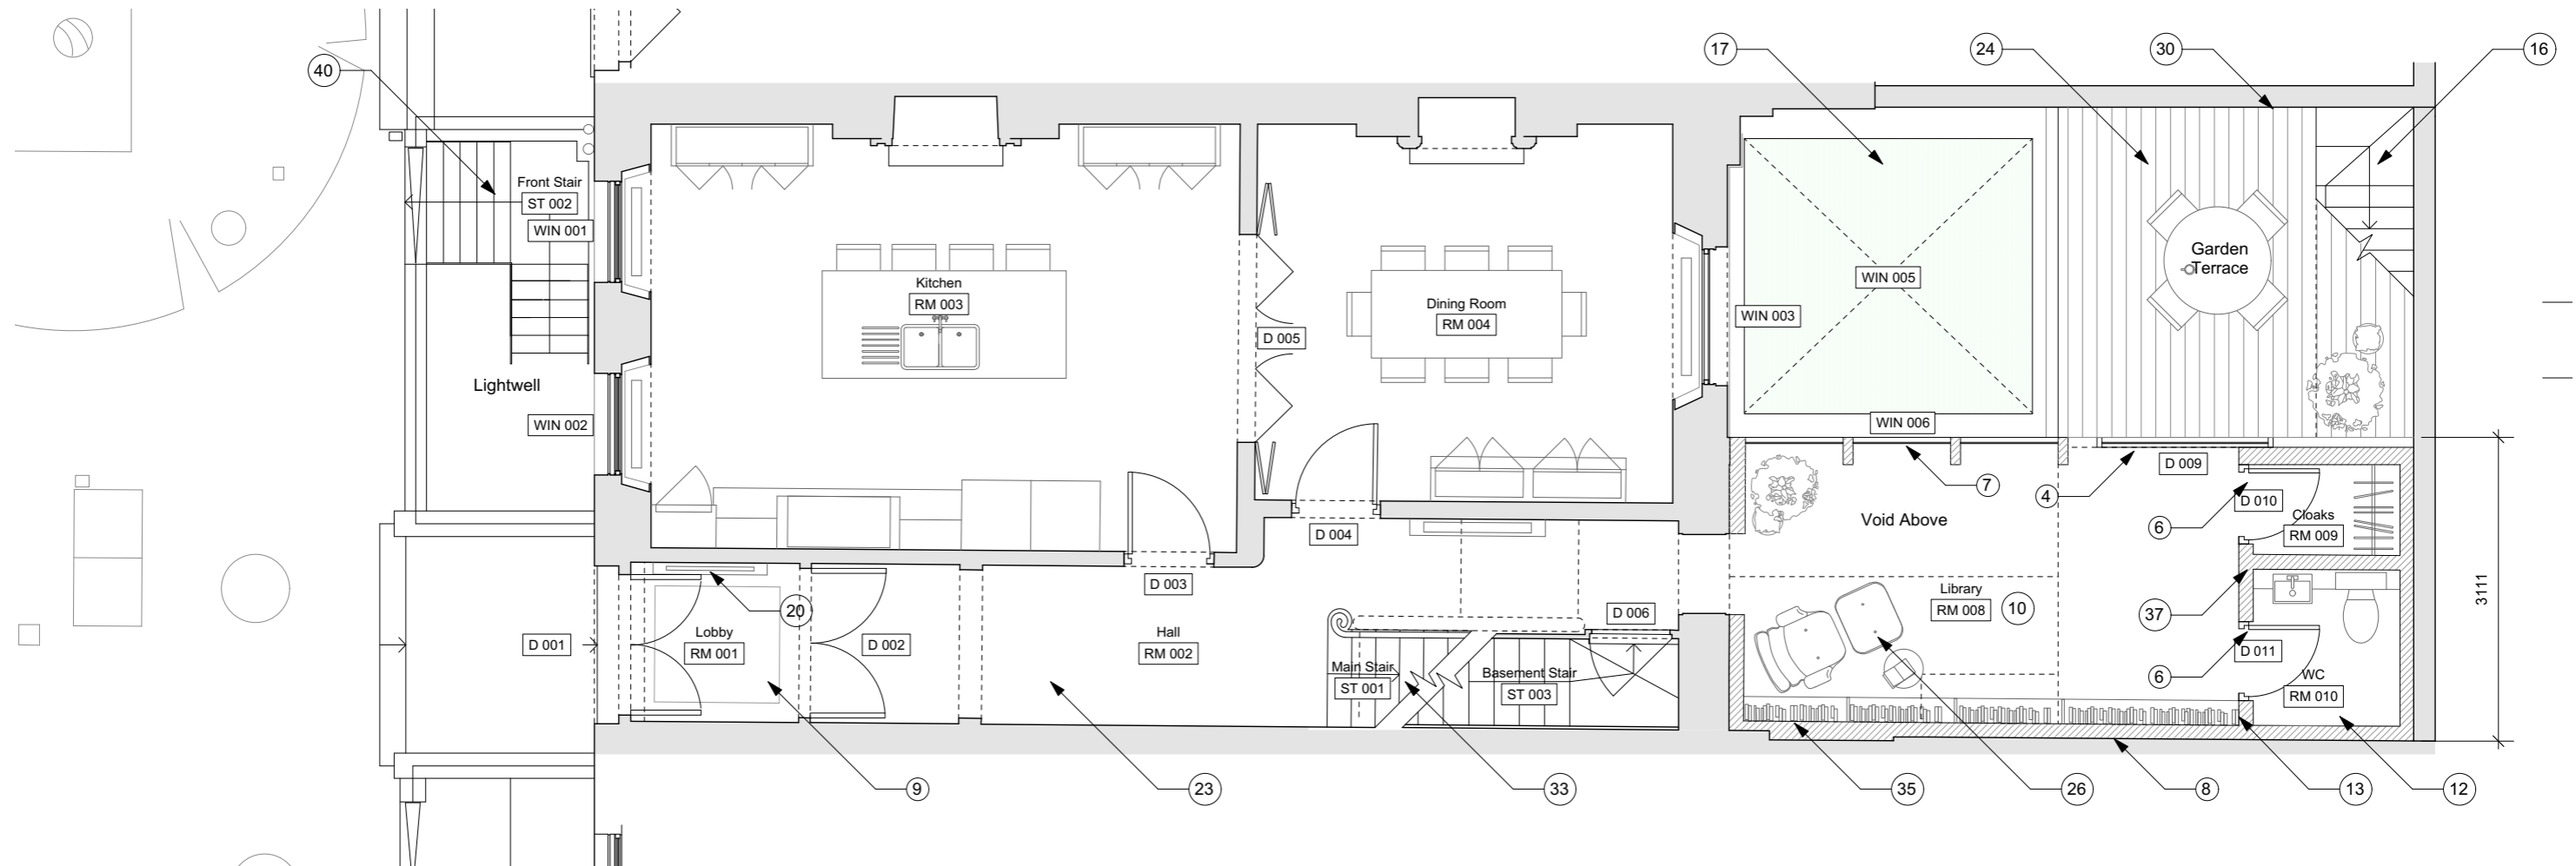 17
24
30
16
40
Front Stair
ST 002
WIN 001
Kitchen
RM 003
Dining Room
RM 004
D 005
WIN 003
WIN 005
Garden
Terrace
Lightwell
WIN 002
WIN 006
7
4
D 009
D 010
6
Cloaks
RM 009
Void Above
D 004
D 003
20
Lobby
RM 001
D 001
D 002
Hall
RM 002
D 006
Main Stair
ST 001
Basement Stair
ST 003
Library
RM 008
10
37
D 011
6
WC
RM 010
3111
9
23
33
35
26
8
13
12